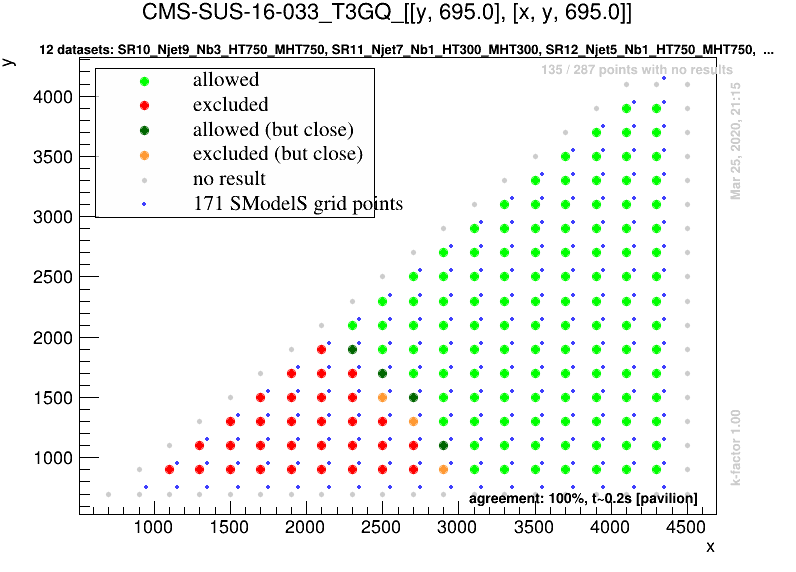 CMS-SUS-16-033_T3GQ_[[y, 695.0], [x, y, 695.0]]
12 datasets: SR10_Njet9_Nb3_HT750_MHT750, SR11_Njet7_Nb1_HT300_MHT300, SR12_Njet5_Nb1_HT750_MHT750, ...
y
135 / 287 points with no results
allowed
excluded
allowed (but close)
excluded (but close)
no result
171 SModelS grid points
4000
3500
3000
2500
2000
1500
1000
Mar 25, 2020, 21:15
k-factor 1.00
agreement: 100%, t~0.2s [pavilion]
1000 1500 2000 2500 3000 3500 4000 4500
x